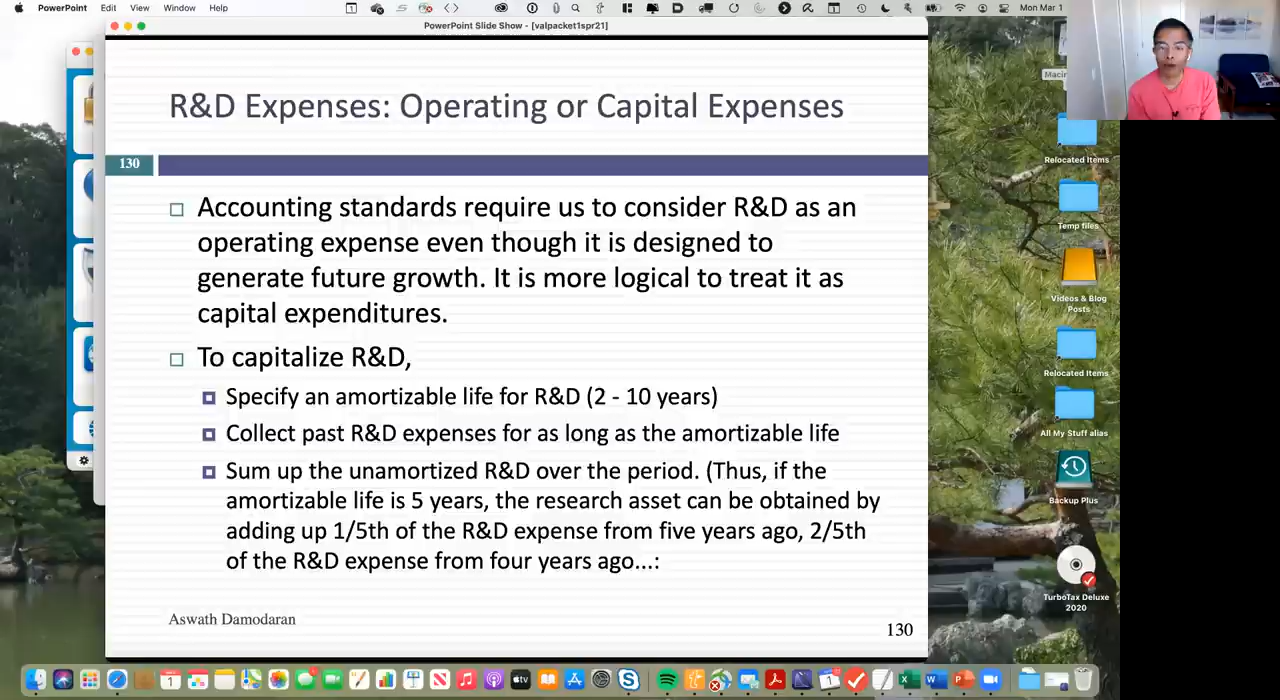 PowerPoint File Edit View Window Help
Mon Mar 1
PowerPoint Slide Show - [valpacket1spr21]
R&D Expenses: Operating or Capital Expenses
130
Accounting standards require us to consider R&D as an
operating expense even though it is designed to
generate future growth. It is more logical to treat it as
capital expenditures.
To capitalize R&D,
Specify an amortizable life for R&D (2 - 10 years)
Collect past R&D expenses for as long as the amortizable life
Sum up the unamortized R&D over the period. (Thus, if the
amortizable life is 5 years, the research asset can be obtained by
adding up 1/5th of the R&D expense from five years ago, 2/5th
of the R&D expense from four years ago...:
Aswath Damodaran
130
Relocated Items
Temp files
Videos & Blog
Posts
Relocated Items
All My Stuff alias
Backup Plus
TurboTax Deluxe
2020